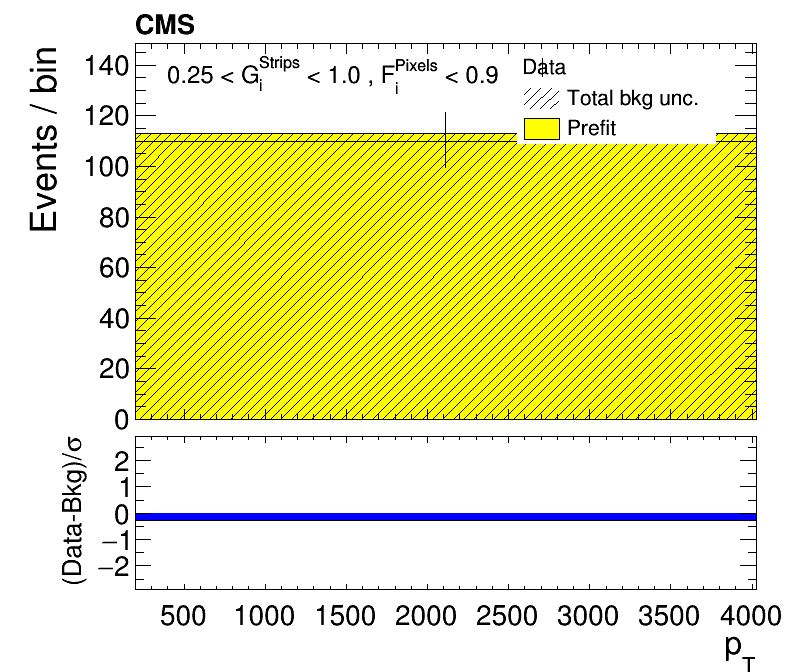 CMS
Events / bin
140
120
100
80
60
40
20
0
0.25 < G_i^Strips < 1.0 , F_i^Pixels < 0.9
Data
Total bkg unc.
Prefit
(Data-Bkg)/σ
2
1
0
−1
−2
500 1000 1500 2000 2500 3000 3500 4000
p_T